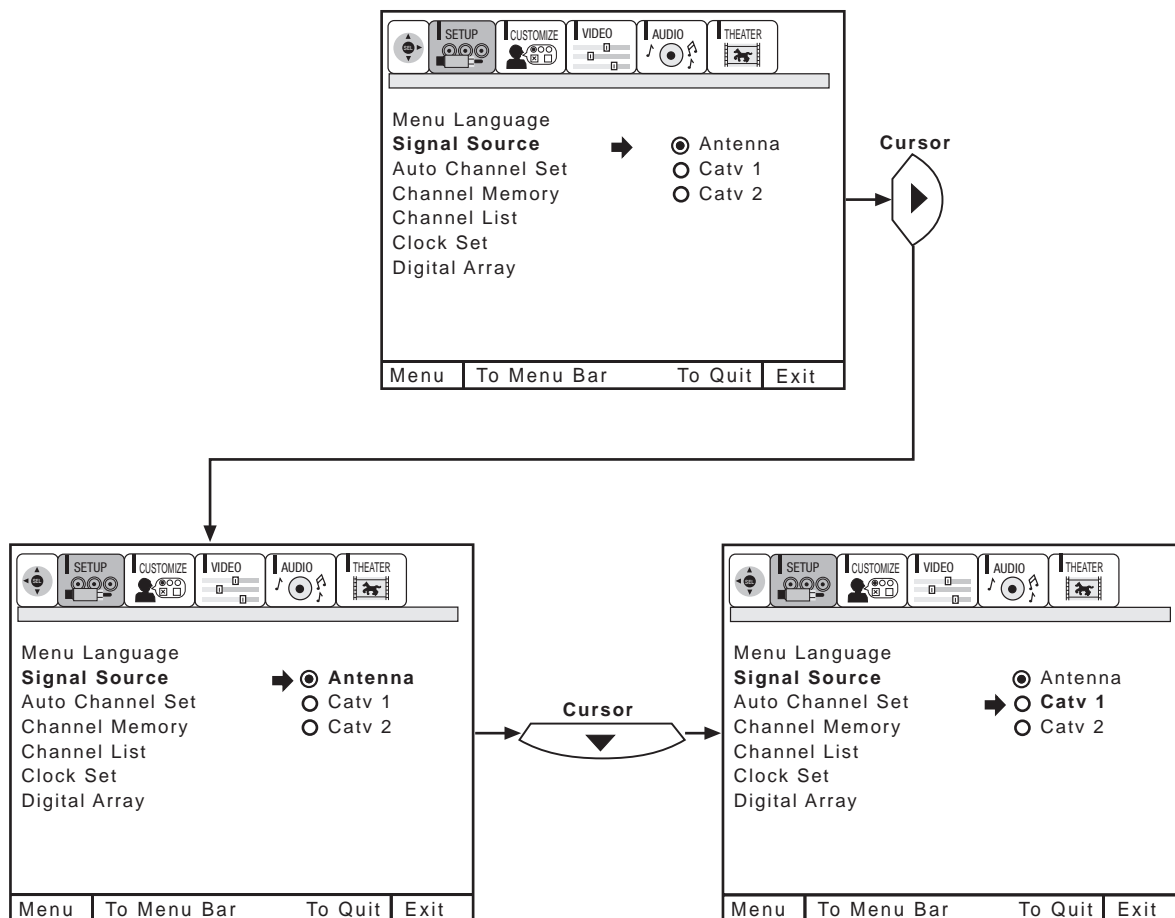 SEL SETUP CUSTOMIZE VIDEO AUDIO THEATER
Menu Language
Signal Source
Antenna
Auto Channel Set
Catv 1
Channel Memory
Catv 2
Channel List
Clock Set
Digital Array
Menu To Menu Bar To Quit Exit
Cursor
SEL SETUP CUSTOMIZE VIDEO AUDIO THEATER
Menu Language
Signal Source
Antenna
Auto Channel Set
Catv 1
Channel Memory
Catv 2
Channel List
Clock Set
Digital Array
Menu To Menu Bar To Quit Exit
Cursor
SEL SETUP CUSTOMIZE VIDEO AUDIO THEATER
Menu Language
Signal Source
Antenna
Auto Channel Set
Catv 1
Channel Memory
Catv 2
Channel List
Clock Set
Digital Array
Menu To Menu Bar To Quit Exit